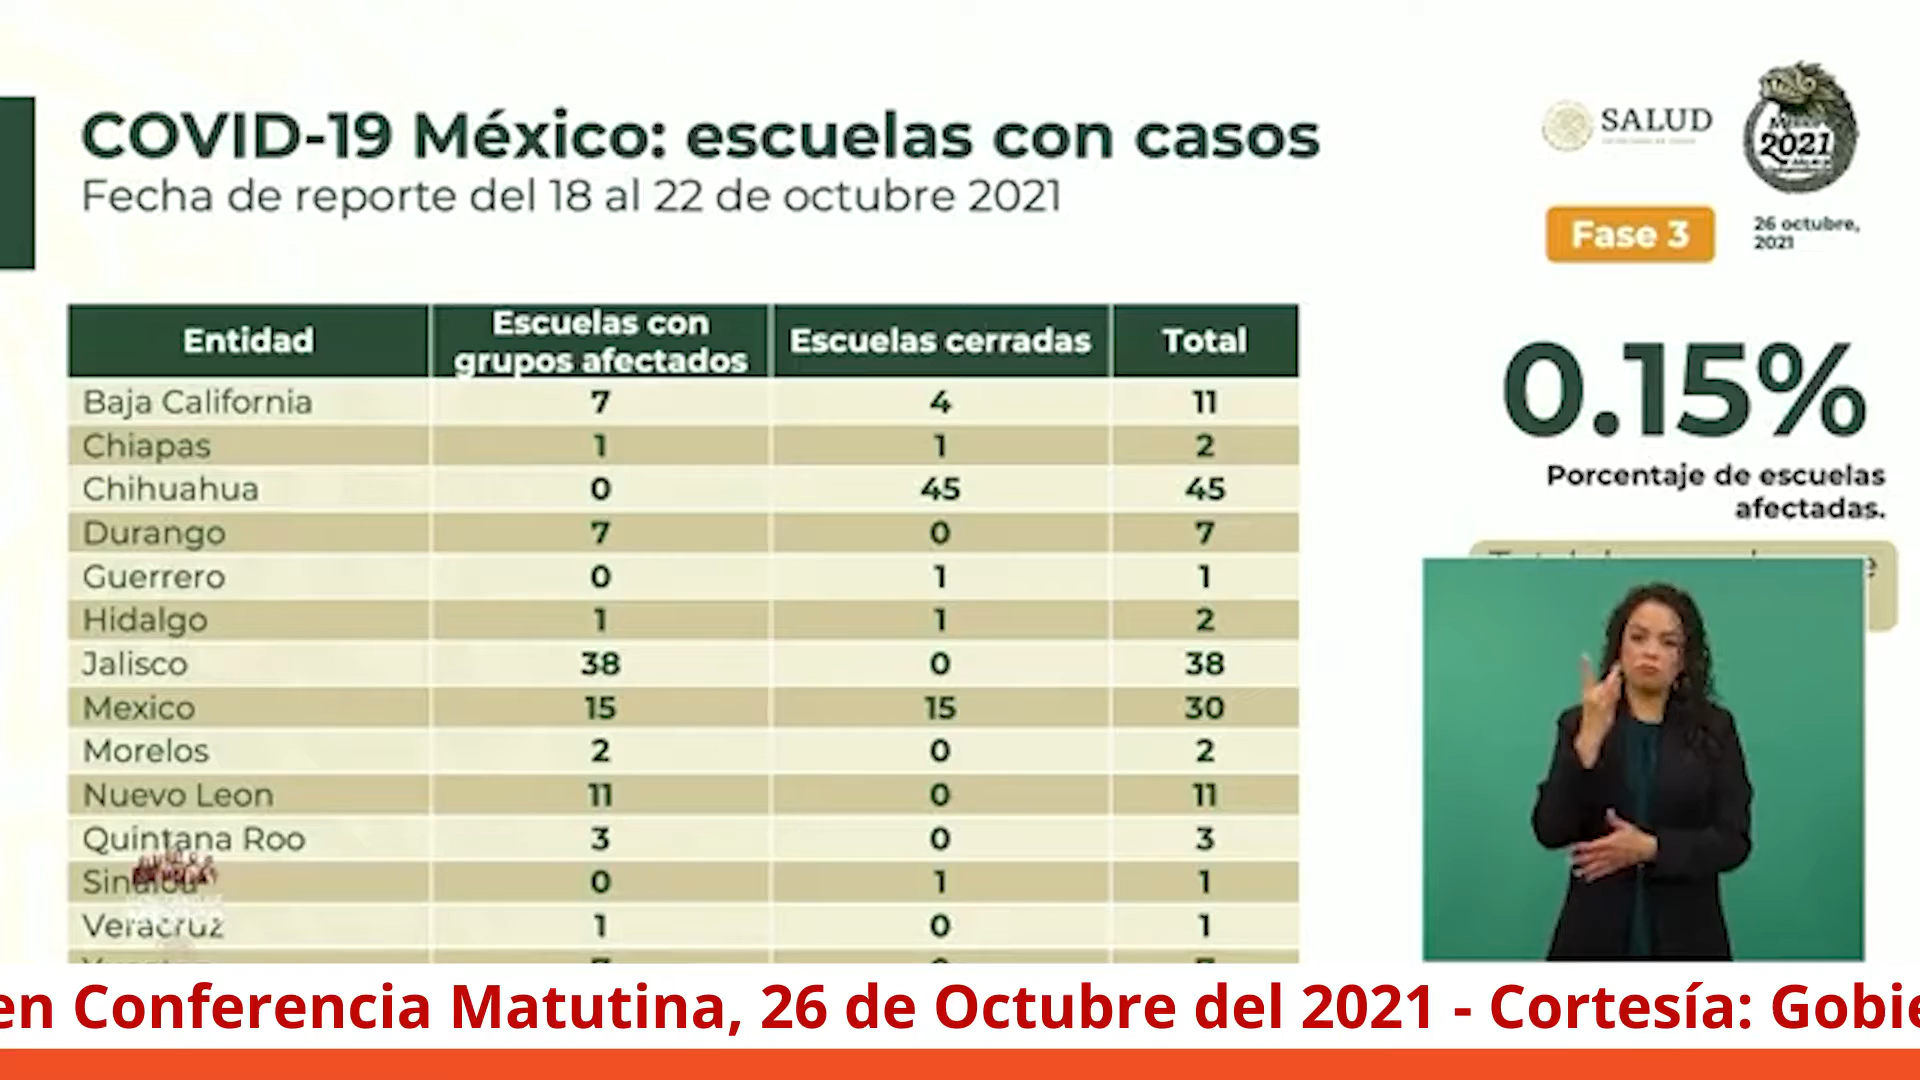 COVID-19 México: escuelas con casos
Fecha de reporte del 18 al 22 de octubre 2021
SALUD
2021
Fase 3
26 octubre,
2021
Entidad Escuelas con grupos afectados Escuelas cerradas Total
Baja California 7 4 11
Chiapas 1 1 2
Chihuahua 0 45 45
Durango 7 0 7
Guerrero 0 1 1
Hidalgo 1 1 2
Jalisco 38 0 38
Mexico 15 15 30
Morelos 2 0 2
Nuevo Leon 11 0 11
Quintana Roo 3 0 3
Sinaloa 0 1 1
Veracruz 1 0 1
0.15%
Porcentaje de escuelas
afectadas.
en Conferencia Matutina, 26 de Octubre del 2021 - Cortesía: Gobie